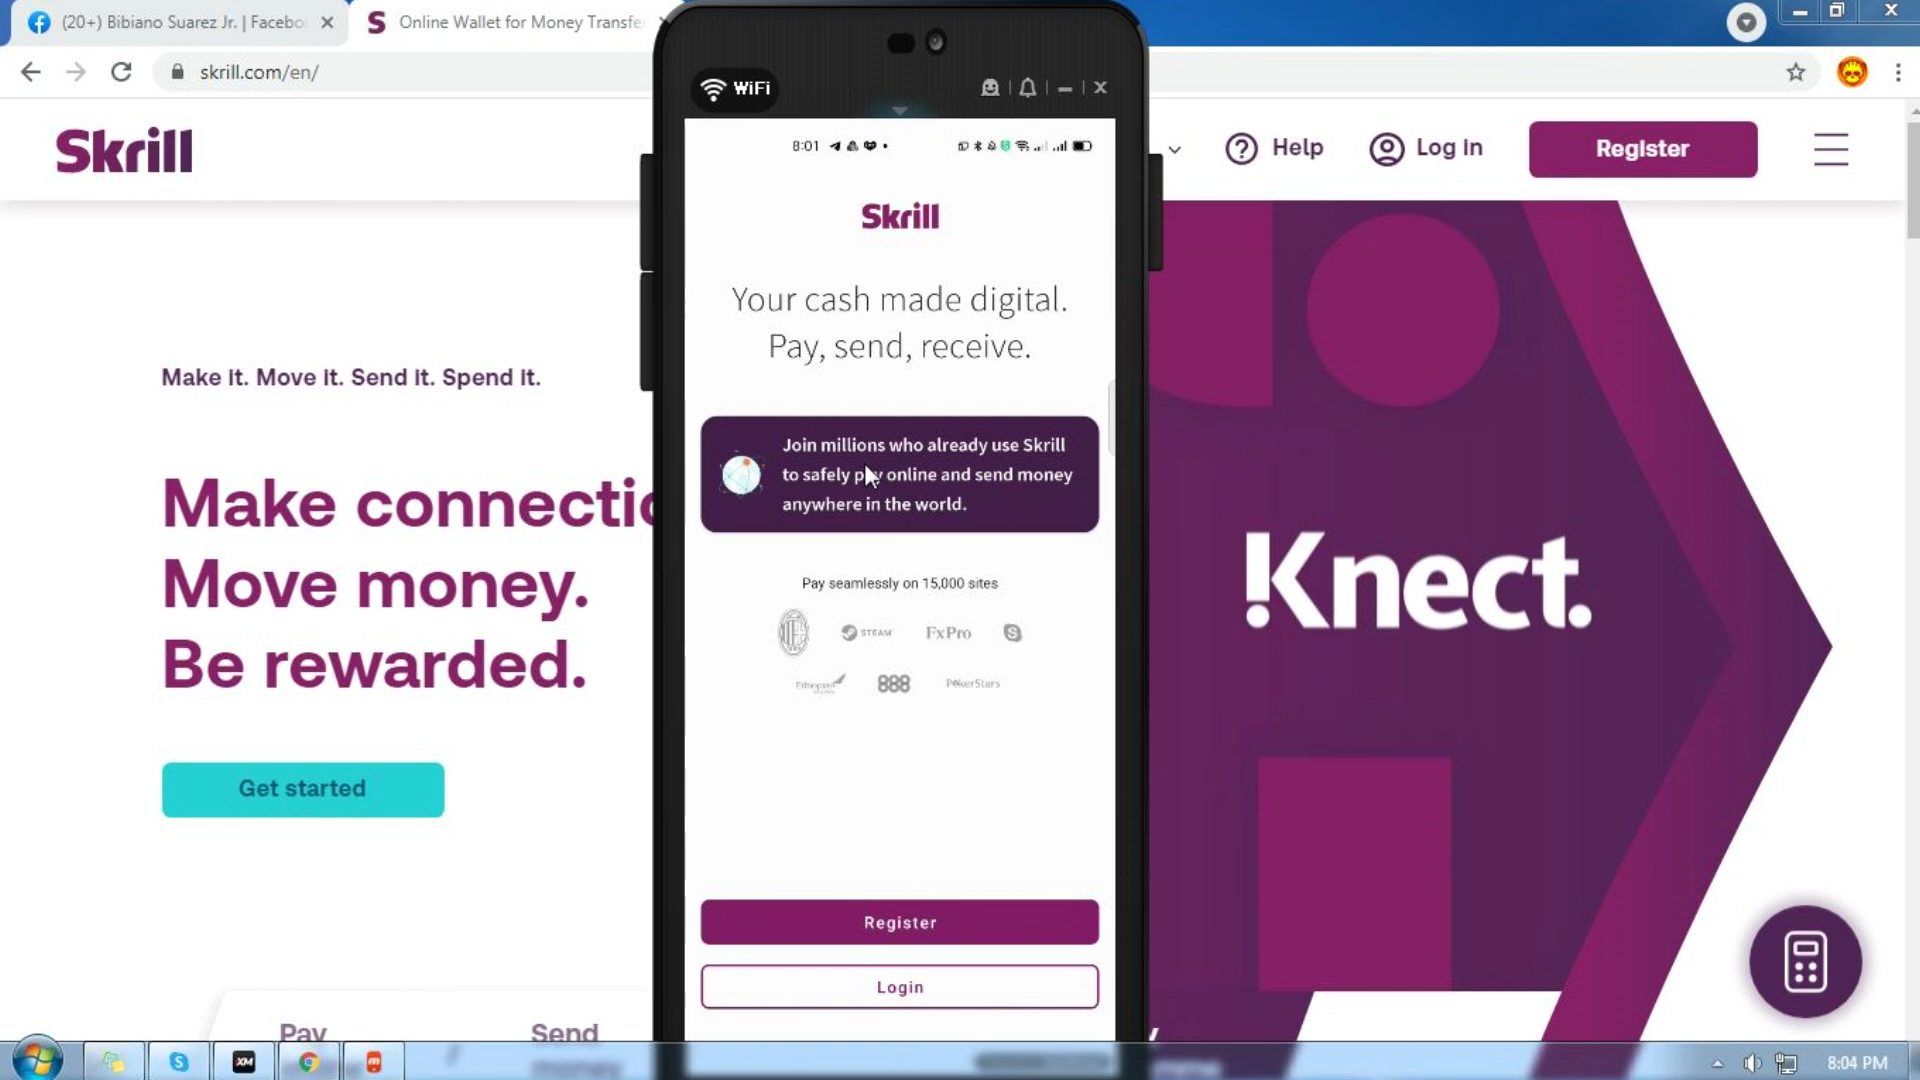 (20+) Bibiano Suarez Jr. | Facebo
Online Wallet for Money Transfe
skrill.com/en/
WiFi
Skrill
Help
Log in
Register
8:01
Skrill
Your cash made digital.
Pay, send, receive.
Make it. Move it. Send it. Spend it.
Join millions who already use Skrill
to safely pay online and send money
anywhere in the world.
Make connectio
Move money.
Be rewarded.
Knect.
Pay seamlessly on 15,000 sites
STEAM
FxPro
Ethiopian
888
PokerStars
Get started
Register
Login
Pay
Send
money
XM
8:04 PM